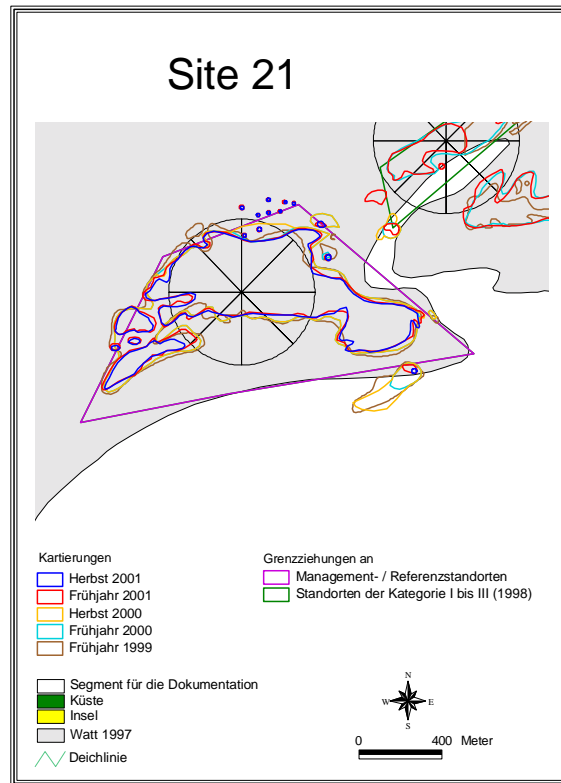 Site 21
Kartierungen
Herbst 2001
Frühjahr 2001
Herbst 2000
Frühjahr 2000
Frühjahr 1999
Grenzziehungen an
Management- / Referenzstandorten
Standorten der Kategorie I bis III (1998)
Segment für die Dokumentation
Küste
Insel
Watt 1997
Deichlinie
N
W E
S
0 400 Meter